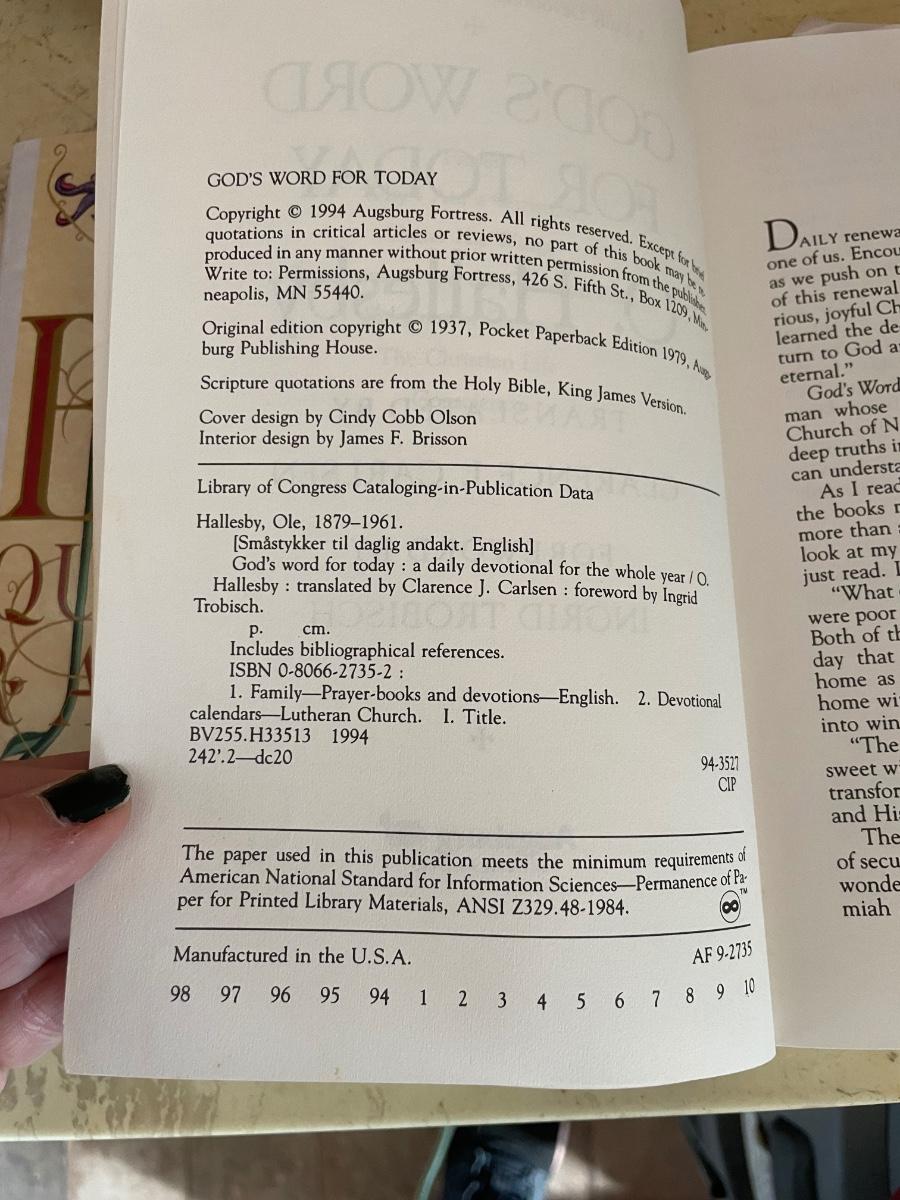 GOD'S WORD FOR TODAY
Copyright © 1994 Augsburg Fortress. All rights reserved. Except for brief
quotations in critical articles or reviews, no part of this book may be re-
produced in any manner without prior written permission from the publisher.
Write to: Permissions, Augsburg Fortress, 426 S. Fifth St., Box 1209, Min-
neapolis, MN 55440.
Original edition copyright © 1937, Pocket Paperback Edition 1979, Augs-
burg Publishing House.
Scripture quotations are from the Holy Bible, King James Version.
Cover design by Cindy Cobb Olson
Interior design by James F. Brisson
Library of Congress Cataloging-in-Publication Data
Hallesby, Ole, 1879–1961.
[Småstykker til daglig andakt. English]
God's word for today : a daily devotional for the whole year / O.
Hallesby : translated by Clarence J. Carlsen : foreword by Ingrid
Trobisch.
p. cm.
Includes bibliographical references.
ISBN 0-8066-2735-2 :
1. Family—Prayer-books and devotions—English. 2. Devotional
calendars—Lutheran Church. I. Title.
BV255.H33513 1994
242'.2—dc20
94-3527
CIP
The paper used in this publication meets the minimum requirements of
American National Standard for Information Sciences—Permanence of Pa-
per for Printed Library Materials, ANSI Z329.48-1984.
∞™
Manufactured in the U.S.A. AF 9-2735
98 97 96 95 94 1 2 3 4 5 6 7 8 9 10
DAILY renewa
one of us. Encou
as we push on t
of this renewal
rious, joyful Ch
learned the de
turn to God a
eternal."
God's Word
man whose
Church of N
deep truths i
can understa
As I read
the books
more than
look at my
just read. I
"What
were poor
Both of th
day that
home as
home wi
into win
"The
sweet w
transfor
and His
The
of secu
wonde
miah